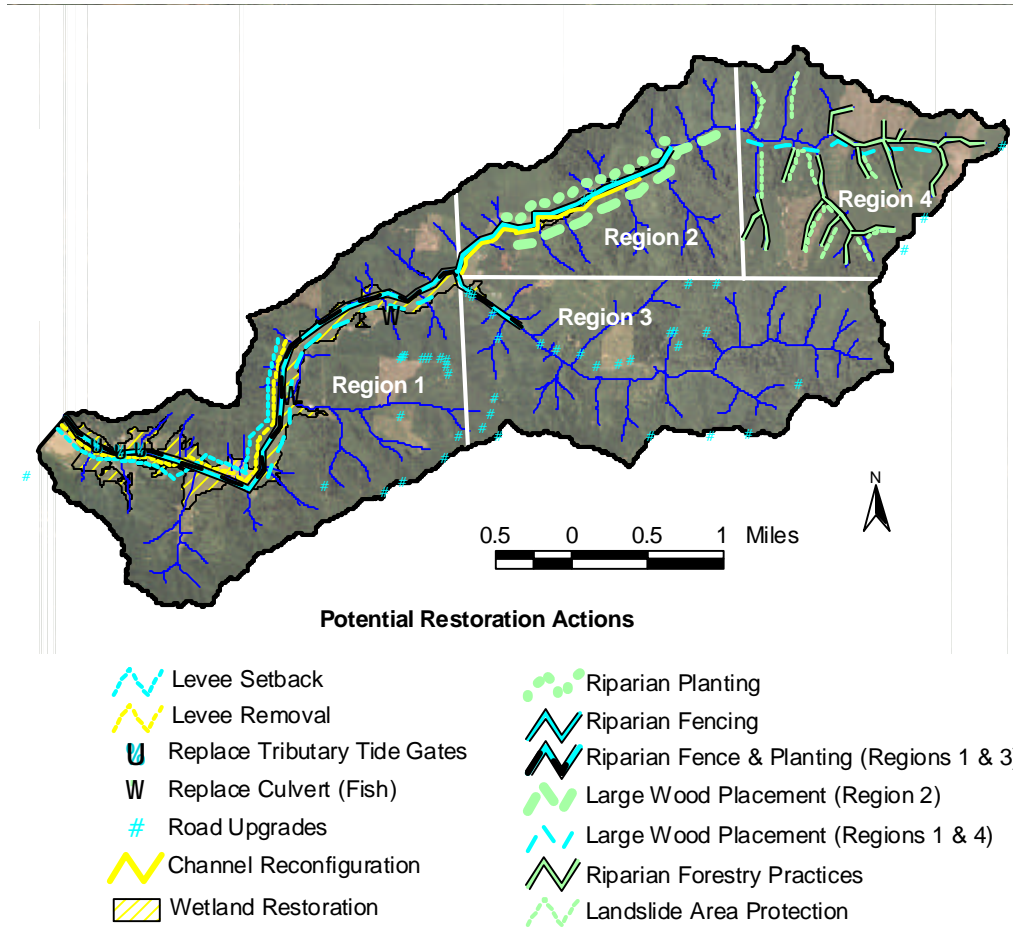 Region 4
Region 2
Region 3
Region 1
N
0.5 0 0.5 1 Miles
Potential Restoration Actions
Levee Setback
Levee Removal
Replace Tributary Tide Gates
Replace Culvert (Fish)
# Road Upgrades
Channel Reconfiguration
Wetland Restoration
Riparian Planting
Riparian Fencing
Riparian Fence & Planting (Regions 1 & 3)
Large Wood Placement (Region 2)
Large Wood Placement (Regions 1 & 4)
Riparian Forestry Practices
Landslide Area Protection